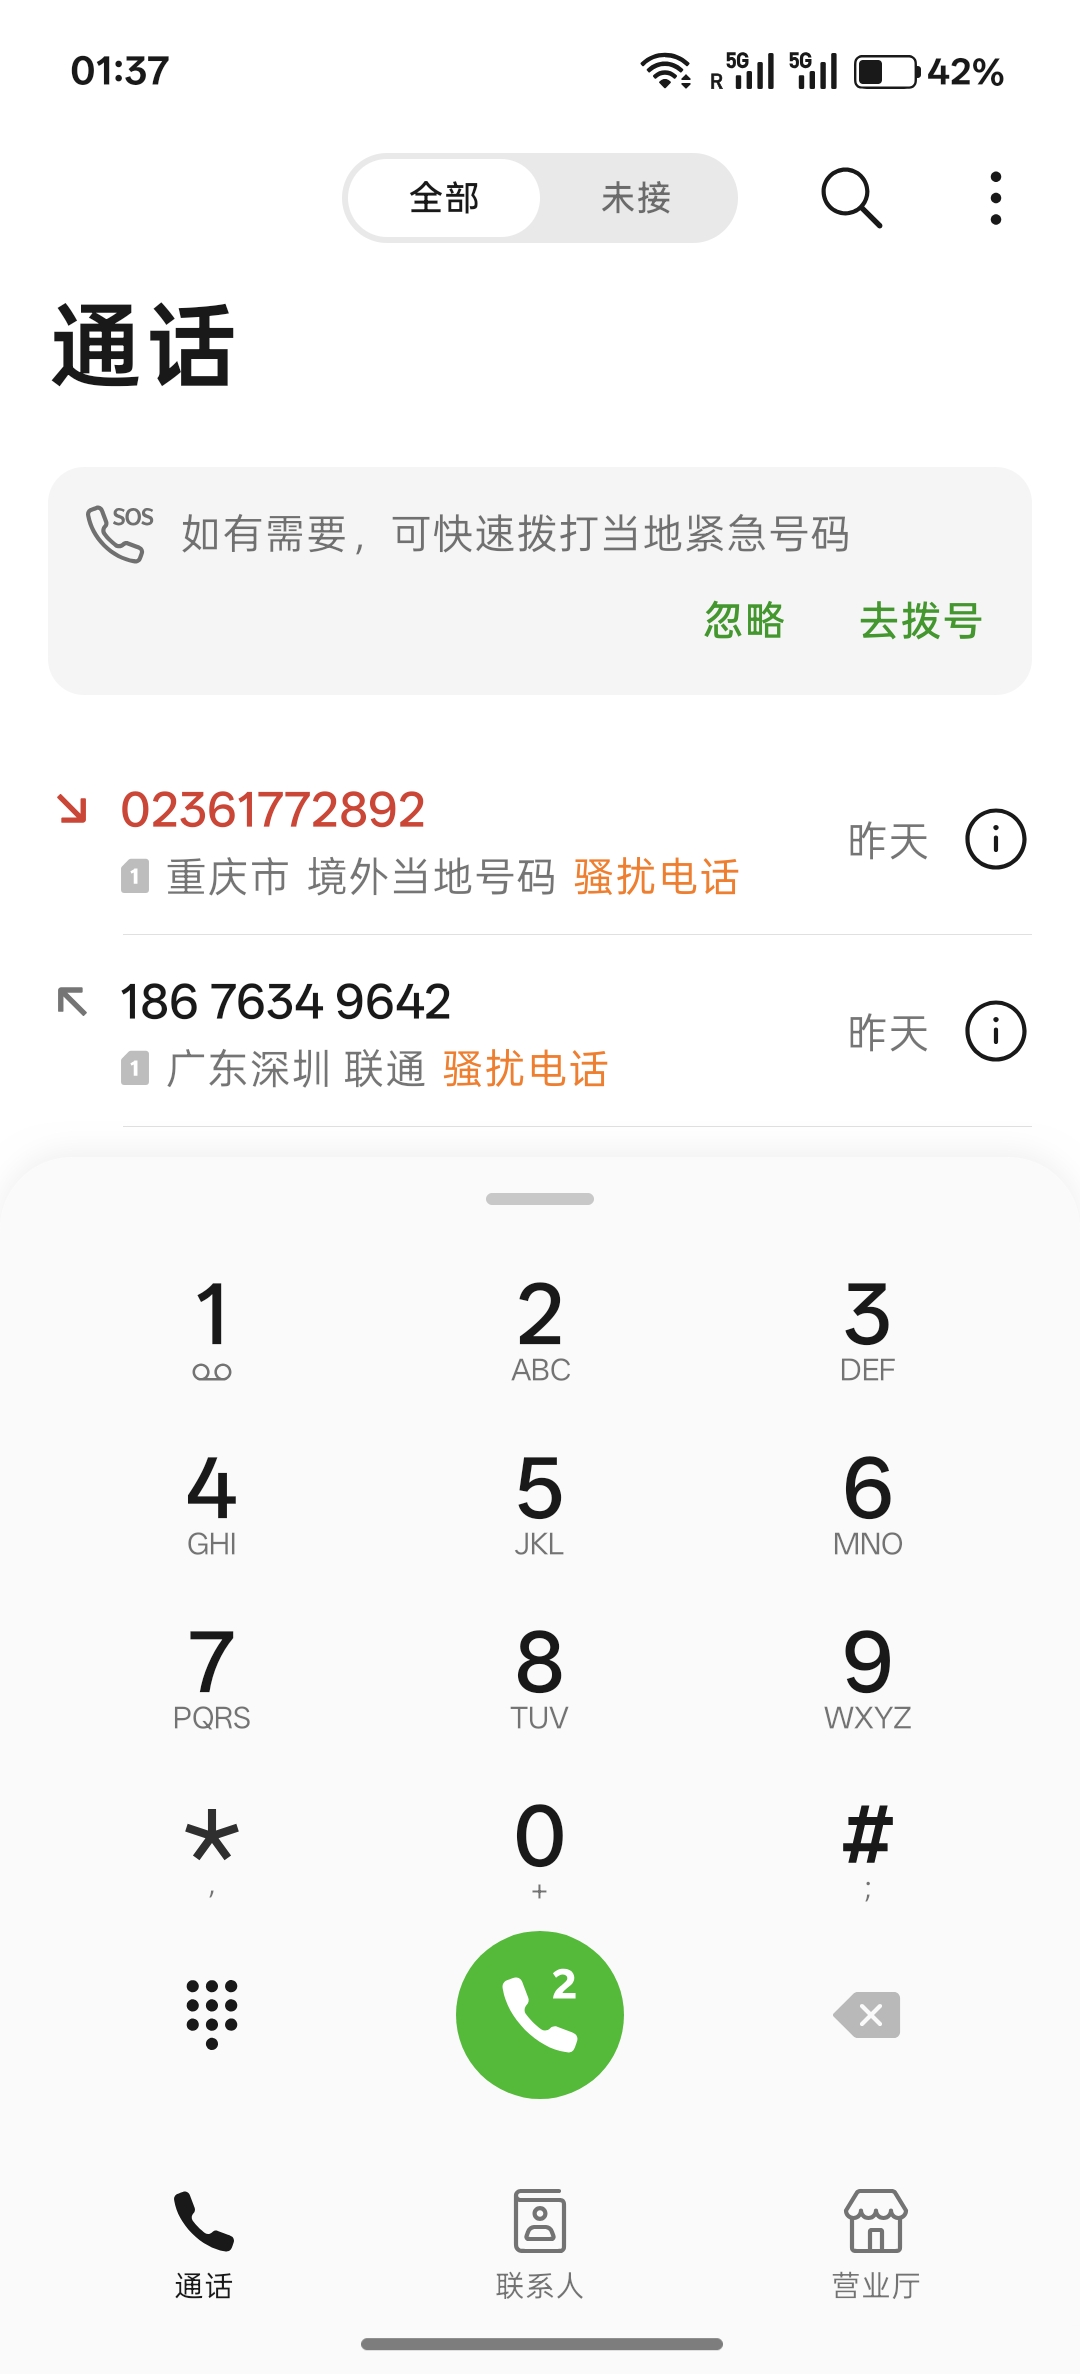 01:37 R 5G 5G 42%
全部 未接
通话
SOS 如有需要，可快速拨打当地紧急号码
忽略 去拨号
02361772892
1 重庆市 境外当地号码 骚扰电话 昨天
186 7634 9642
1 广东深圳 联通 骚扰电话 昨天
1 2 3
ABC DEF
4 5 6
GHI JKL MNO
7 8 9
PQRS TUV WXYZ
* 0 #
, + ;
2
通话 联系人 营业厅